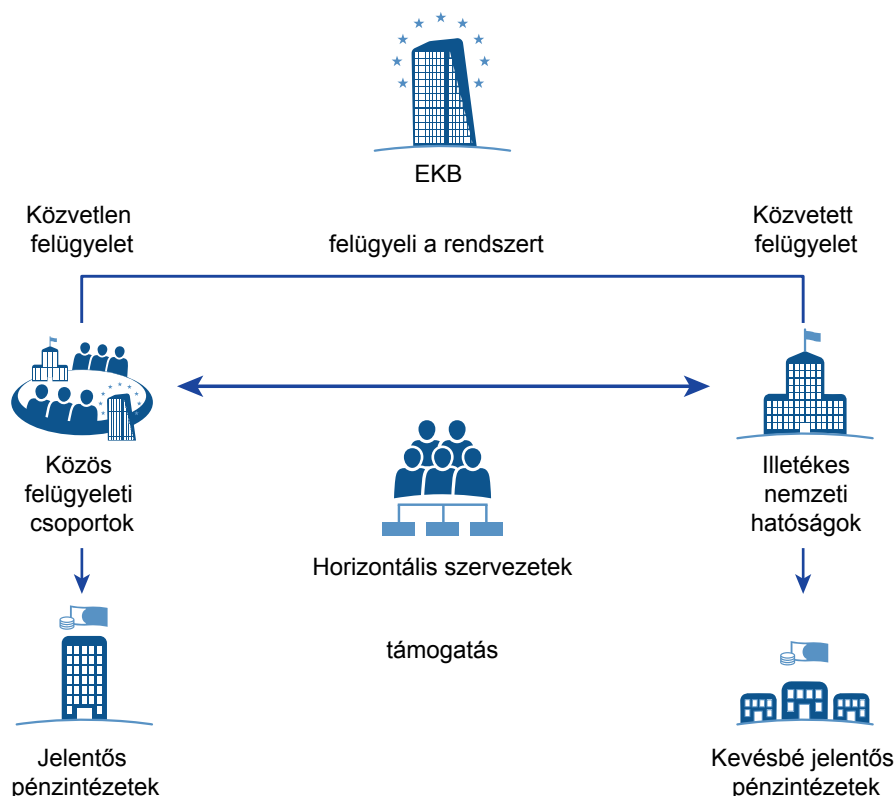 EKB
Közvetlen
felügyelet
felügyeli a rendszert
Közvetett
felügyelet
Közös
felügyeleti
csoportok
Illetékes
nemzeti
hatóságok
Horizontális szervezetek
támogatás
Jelentős
pénzintézetek
Kevésbé jelentős
pénzintézetek